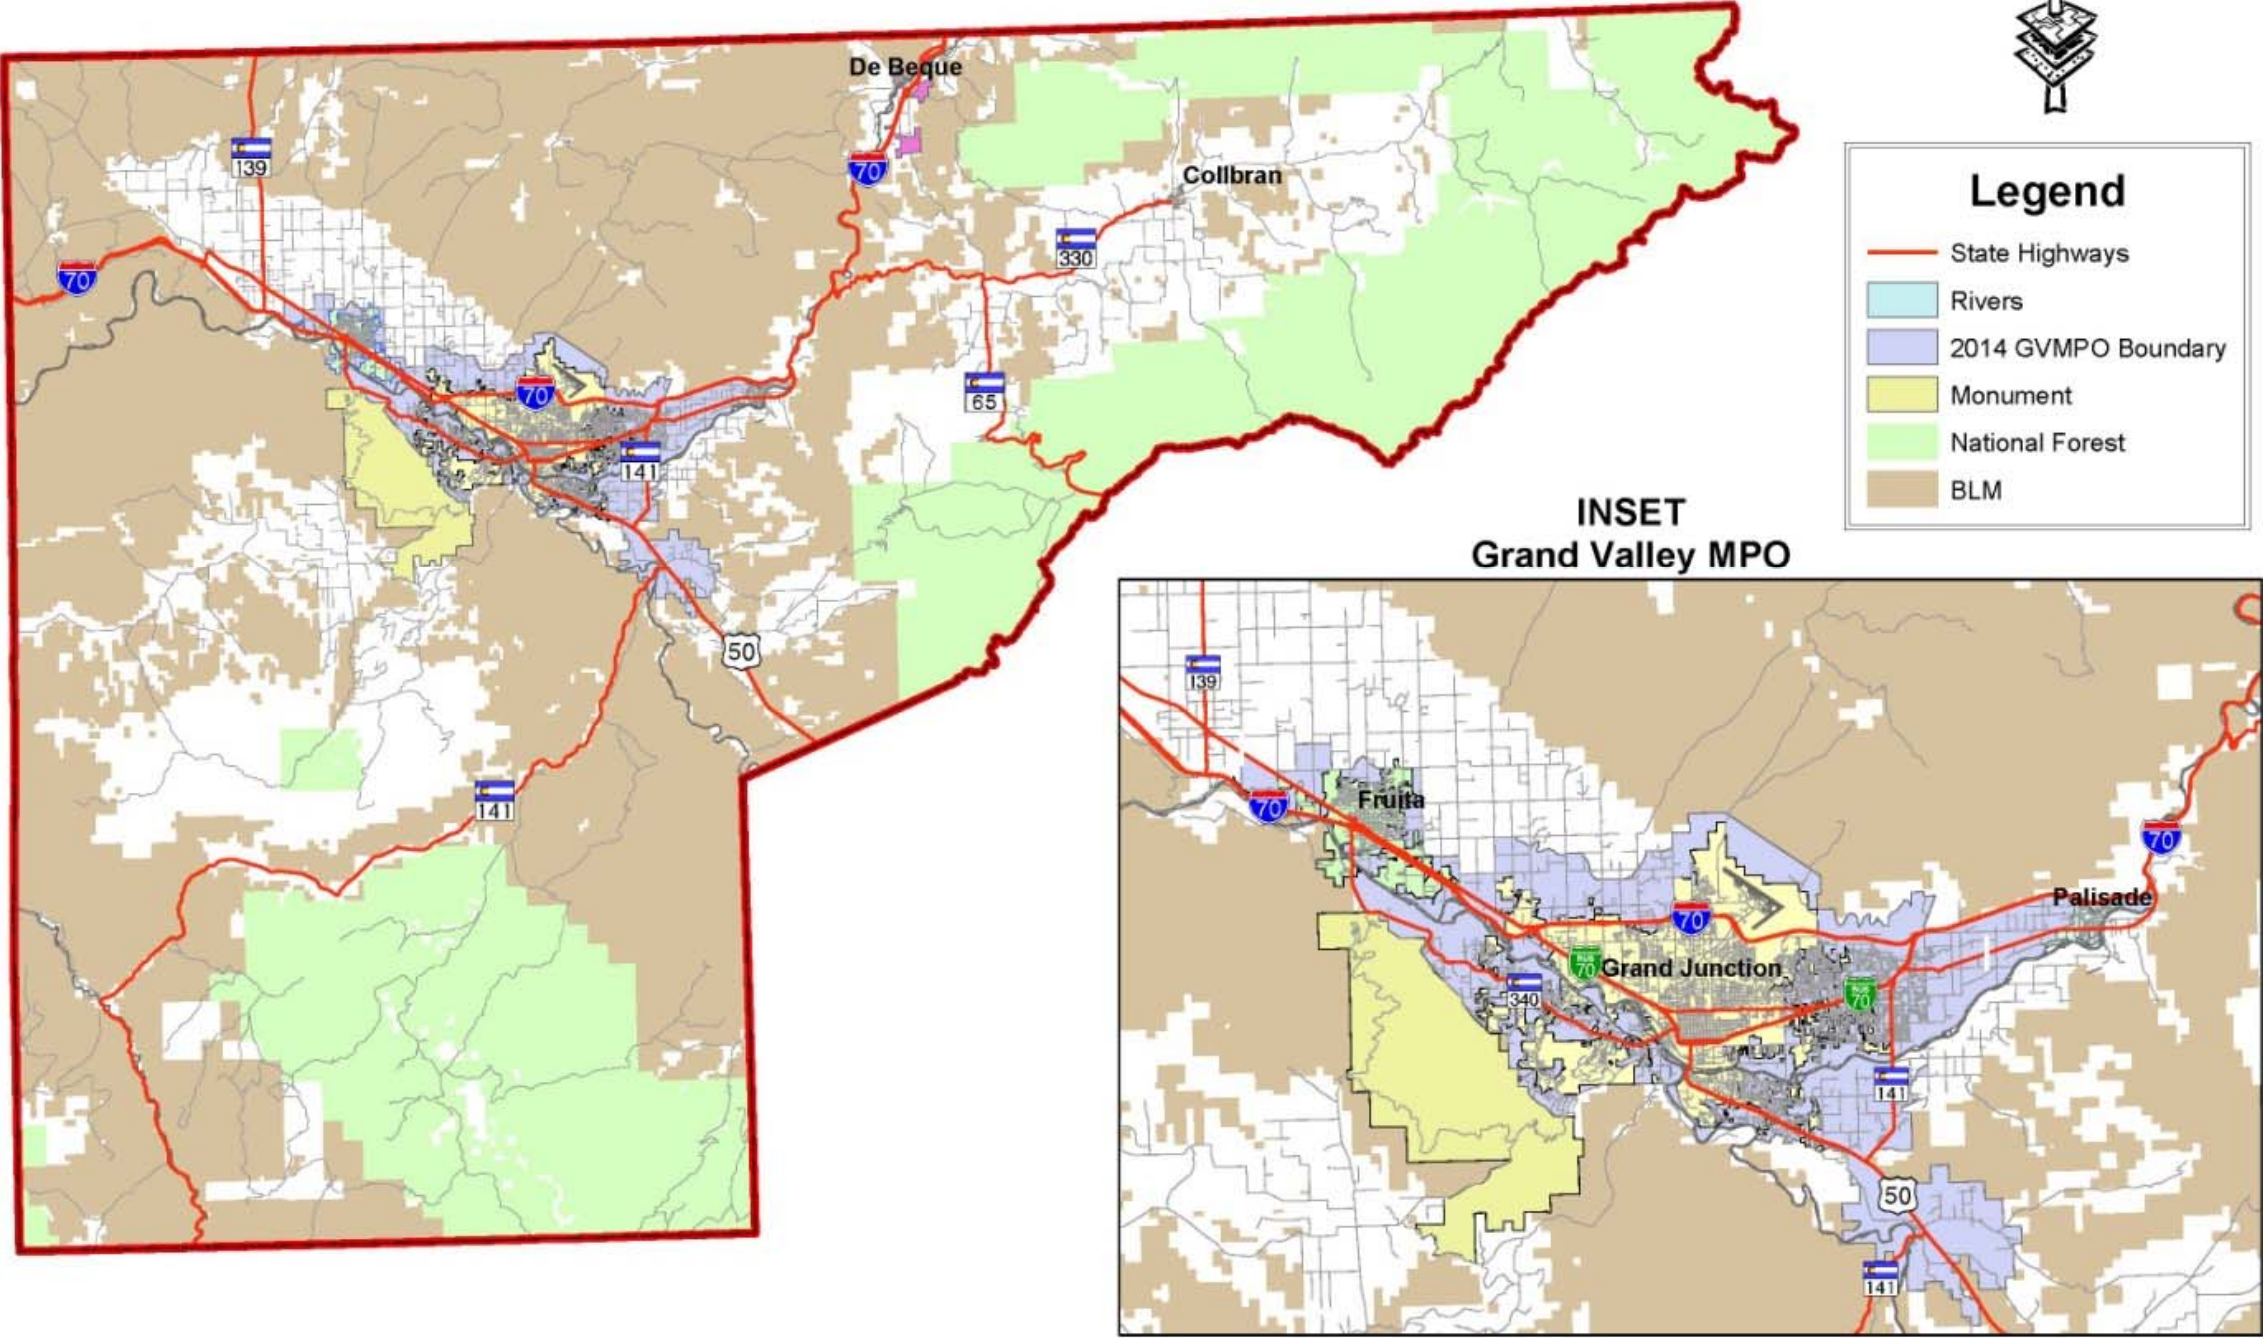 De Beque
139
70
Collbran
330
70
65
70
141
50
141
Legend
State Highways
Rivers
2014 GVMPO Boundary
Monument
National Forest
BLM
INSET
Grand Valley MPO
139
70
Fruita
70
Palisade
70
BUS
70
Grand Junction
340
BUS
70
141
50
141